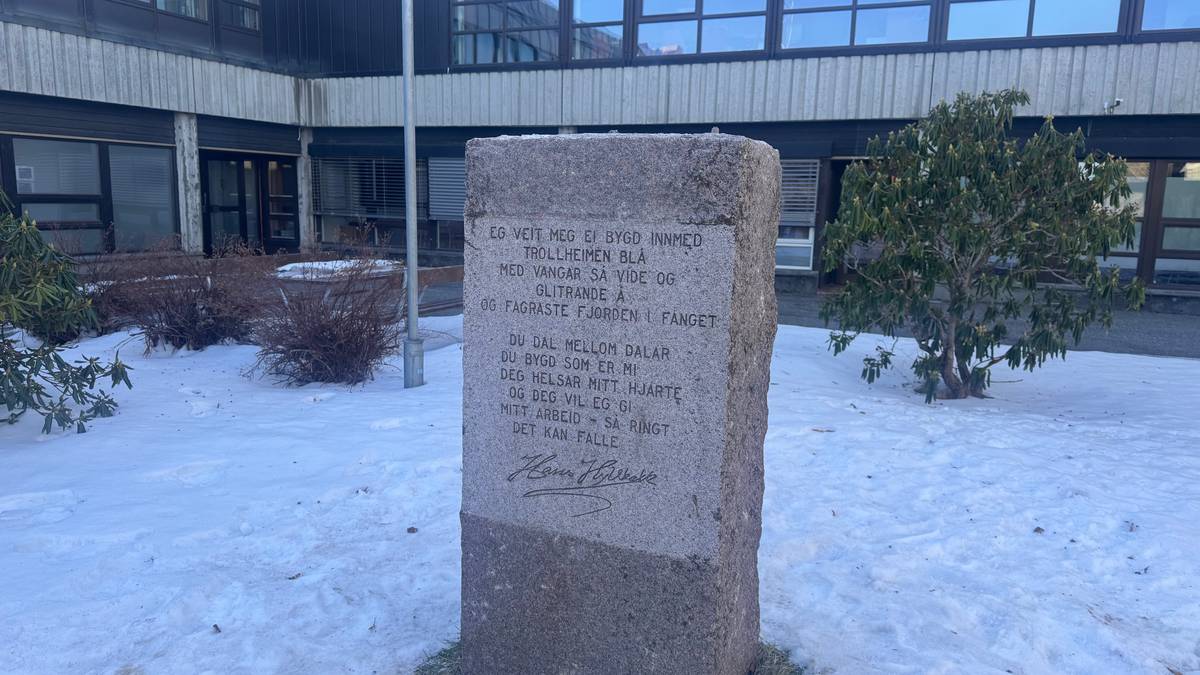 EG VEIT MEG EI BYGD INNMED
TROLLHEIMEN BLÅ
MED VANGAR SÅ VIDE OG
GLITRANDE Å
OG FAGRASTE FJORDEN I FANGET
DU DAL MELLOM DALAR
DU BYGD SOM ER MI
DEG HELSAR MITT HJARTE
OG DEG VIL EG GI
MITT ARBEID - SÅ RINGT
DET KAN FALLE
Hans Hyldbakk